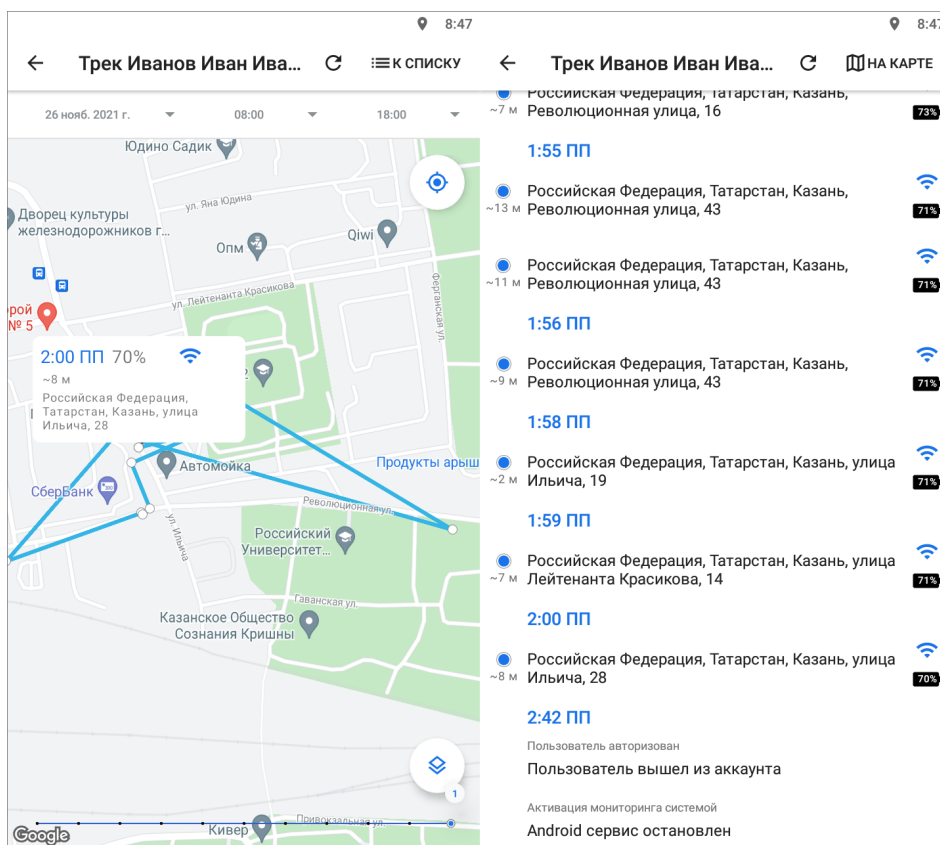 8:47
Трек Иванов Иван Ива...
К СПИСКУ
26 нояб. 2021 г.
08:00
18:00
Юдино Садик
ул. Яна Юдина
Дворец культуры
железнодорожников г...
Опм
Qiwi
Ферганская ул.
ул. Лейтенанта Красикова
рой
№ 5
2
2:00 ПП 70%
~8 м
Российская Федерация,
Татарстан, Казань, улица
Ильича, 28
Автомойка
Продукты арыш
СберБанк
Революционная ул.
ул. Ильича
Российский
Университет...
Гаванская ул.
Казанское Общество
Сознания Кришны
1
Привокзальная ул.
Кивер
Google
8:47
Трек Иванов Иван Ива...
НА КАРТЕ
Российская Федерация, Татарстан, Казань,
~7 м Революционная улица, 16
73%
1:55 ПП
Российская Федерация, Татарстан, Казань,
~13 м Революционная улица, 43
71%
Российская Федерация, Татарстан, Казань,
~11 м Революционная улица, 43
71%
1:56 ПП
Российская Федерация, Татарстан, Казань,
~9 м Революционная улица, 43
71%
1:58 ПП
Российская Федерация, Татарстан, Казань, улица
~2 м Ильича, 19
71%
1:59 ПП
Российская Федерация, Татарстан, Казань, улица
~7 м Лейтенанта Красикова, 14
71%
2:00 ПП
Российская Федерация, Татарстан, Казань, улица
~8 м Ильича, 28
70%
2:42 ПП
Пользователь авторизован
Пользователь вышел из аккаунта
Активация мониторинга системой
Android сервис остановлен